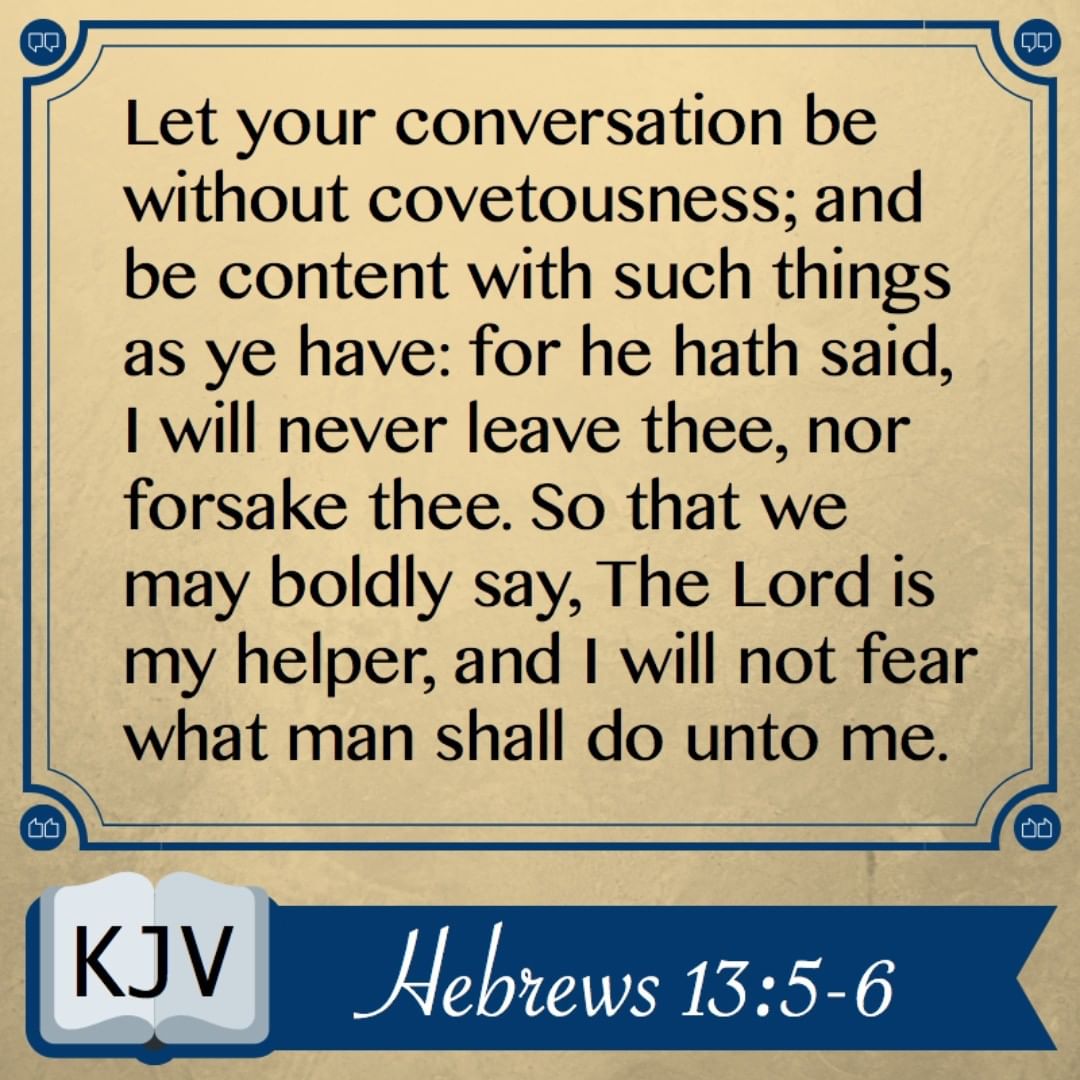 Let your conversation be
without covetousness; and
be content with such things
as ye have: for he hath said,
I will never leave thee, nor
forsake thee. So that we
may boldly say, The Lord is
my helper, and I will not fear
what man shall do unto me.
KJV
Hebrews 13:5-6